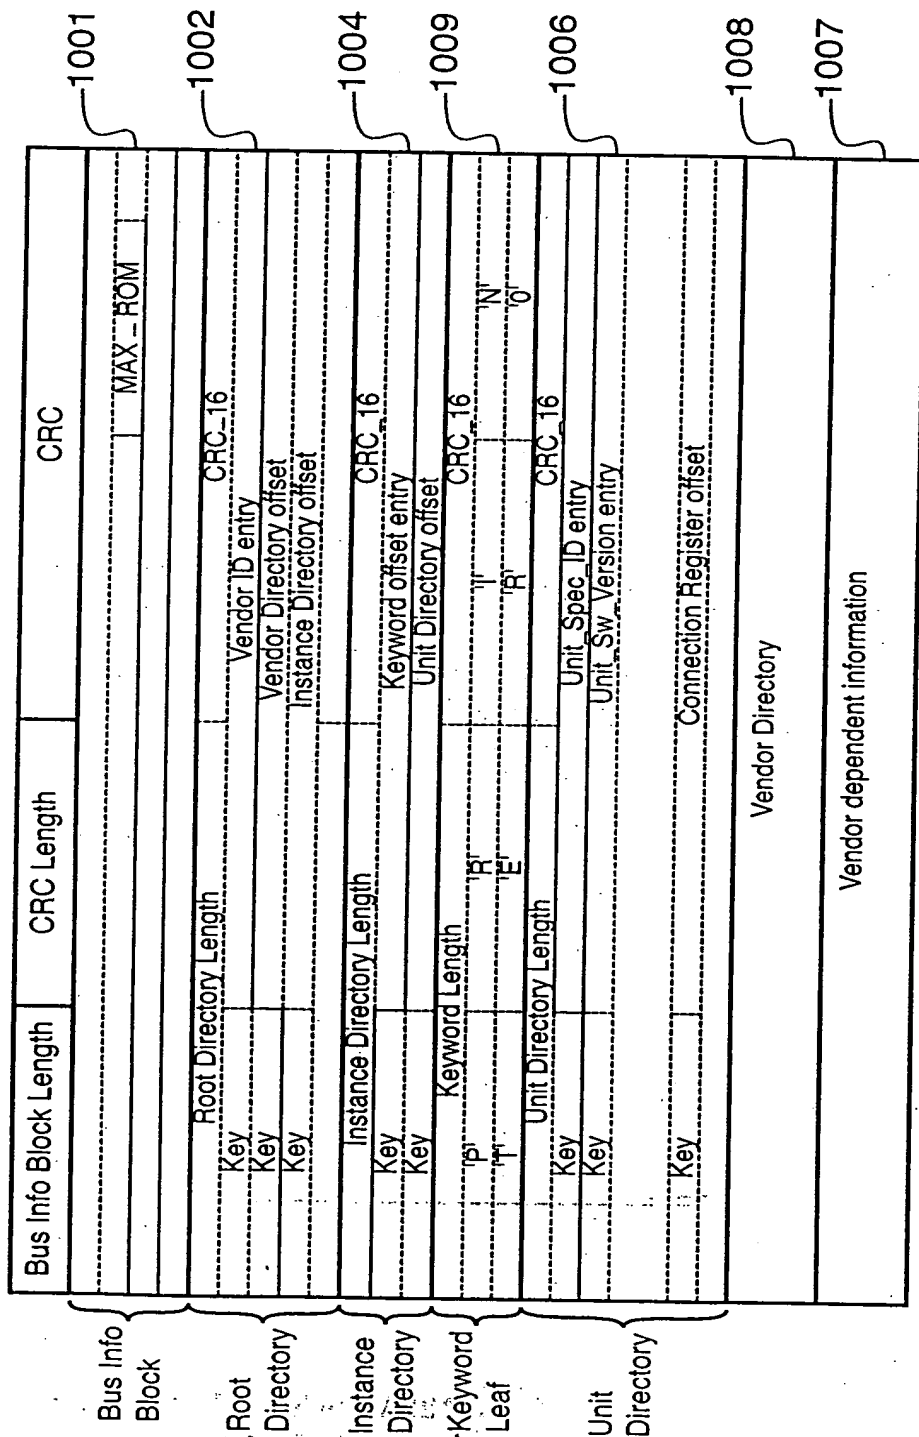 Bus Info Block Length CRC Length CRC
Bus Info
Block
MAX_ROM
1001
Root
Directory
Root Directory Length CRC_16
Key Vendor ID entry
Key Vendor Directory offset
Key Instance Directory offset
1002
Instance
Directory
Instance Directory Length CRC_16
Key Keyword offset entry
Key Unit Directory offset
1004
Keyword
Leaf
Keyword Length CRC_16
'P' 'R' 'I' 'N'
'T' 'E' 'R' '0'
1009
Unit
Directory
Unit Directory Length CRC_16
Key Unit_Spec_ID entry
Key Unit_Sw_Version entry
Key Connection Register offset
1006
Vendor Directory
1008
Vendor dependent information
1007